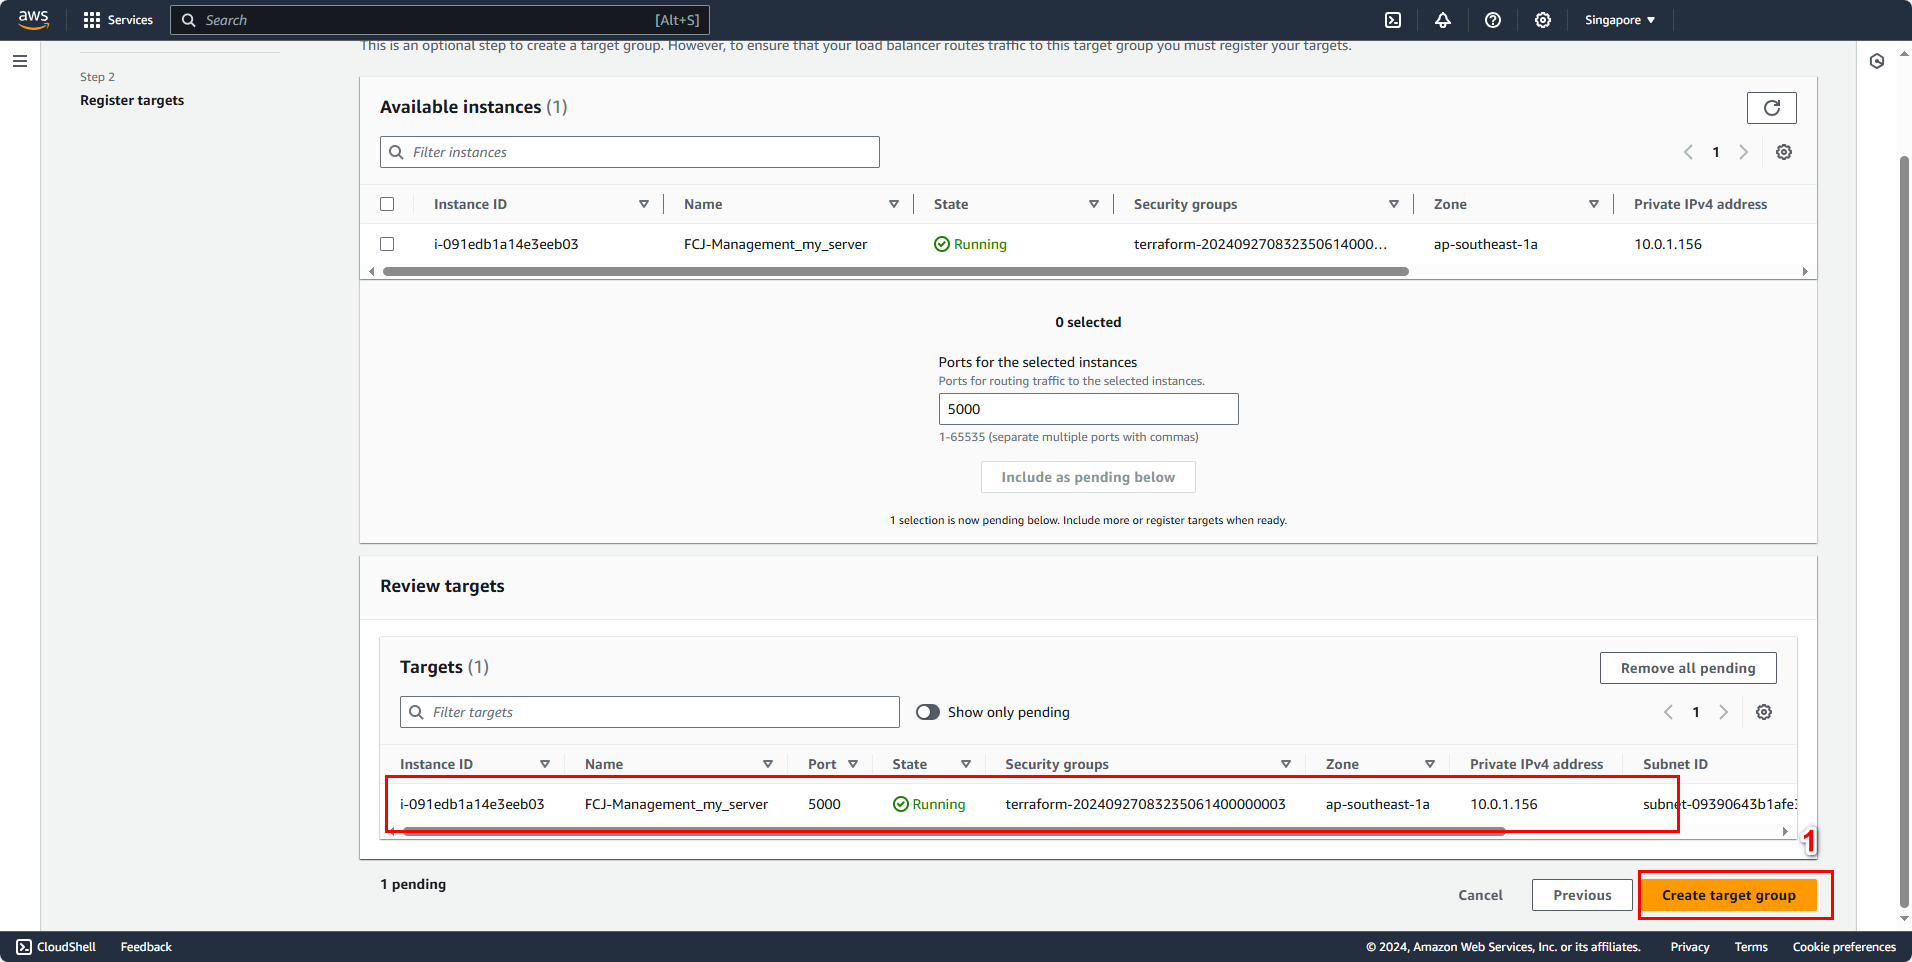 aws
Services
Search
[Alt+S]
Singapore
This is an optional step to create a target group. However, to ensure that your load balancer routes traffic to this target group you must register your targets.
Step 2
Register targets
Available instances (1)
Filter instances
1
Instance ID Name State Security groups Zone Private IPv4 address
i-091edb1a14e3eeb03 FCJ-Management_my_server Running terraform-202409270832350614000... ap-southeast-1a 10.0.1.156
0 selected
Ports for the selected instances
Ports for routing traffic to the selected instances.
5000
1-65535 (separate multiple ports with commas)
Include as pending below
1 selection is now pending below. Include more or register targets when ready.
Review targets
Targets (1)
Remove all pending
Filter targets
Show only pending
1
Instance ID Name Port State Security groups Zone Private IPv4 address Subnet ID
i-091edb1a14e3eeb03 FCJ-Management_my_server 5000 Running terraform-20240927083235061400000003 ap-southeast-1a 10.0.1.156 subnet-09390643b1afe3
1
1 pending
Cancel
Previous
Create target group
CloudShell
Feedback
© 2024, Amazon Web Services, Inc. or its affiliates.
Privacy
Terms
Cookie preferences